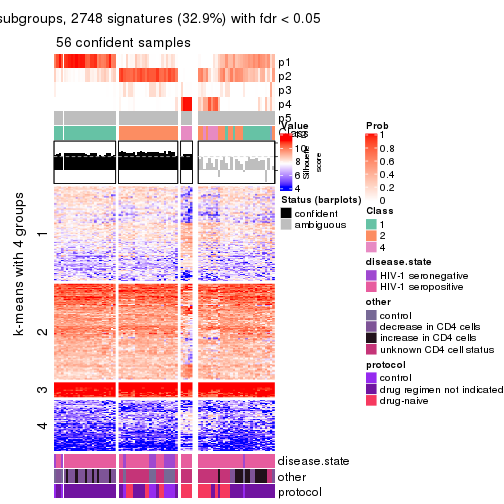 subgroups, 2748 signatures (32.9%) with fdr < 0.05
56 confident samples
p1
p2
p3
p4
p5
Class
k-means with 4 groups
1
2
3
4
Silhouette
score
disease.state
other
protocol
Value
12
8
6
4
Status (barplots)
confident
ambiguous
Prob
1
0.8
0.6
0.4
0.2
0
Class
1
2
4
disease.state
HIV-1 seronegative
HIV-1 seropositive
other
control
decrease in CD4 cells
increase in CD4 cells
unknown CD4 cell status
protocol
control
drug regimen not indicated
drug-naive